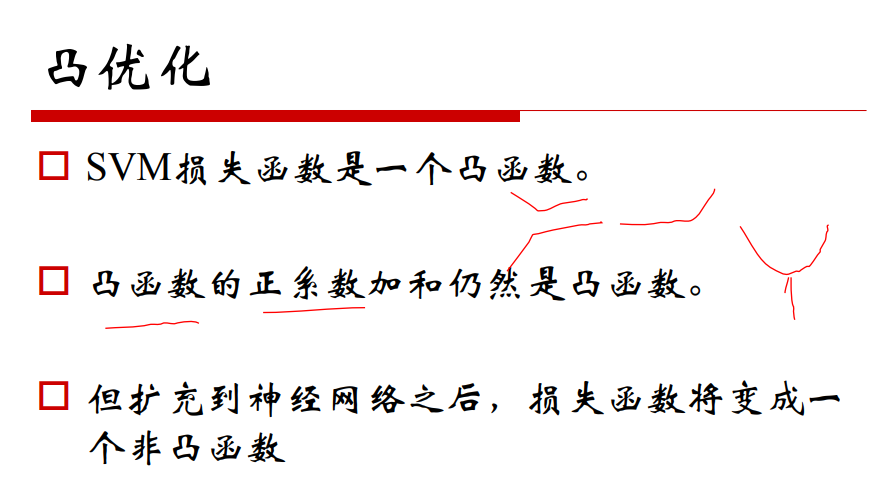 凸优化
SVM损失函数是一个凸函数。
凸函数的正系数加和仍然是凸函数。
但扩充到神经网络之后，损失函数将变成一
个非凸函数